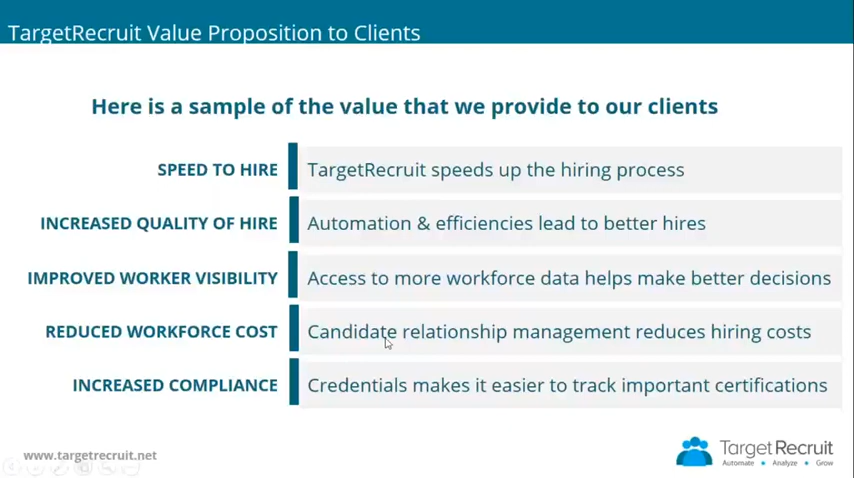 TargetRecruit Value Proposition to Clients
Here is a sample of the value that we provide to our clients
SPEED TO HIRE TargetRecruit speeds up the hiring process
INCREASED QUALITY OF HIRE Automation & efficiencies lead to better hires
IMPROVED WORKER VISIBILITY Access to more workforce data helps make better decisions
REDUCED WORKFORCE COST Candidate relationship management reduces hiring costs
INCREASED COMPLIANCE Credentials makes it easier to track important certifications
www.targetrecruit.net
TargetRecruit
Automate • Analyze • Grow